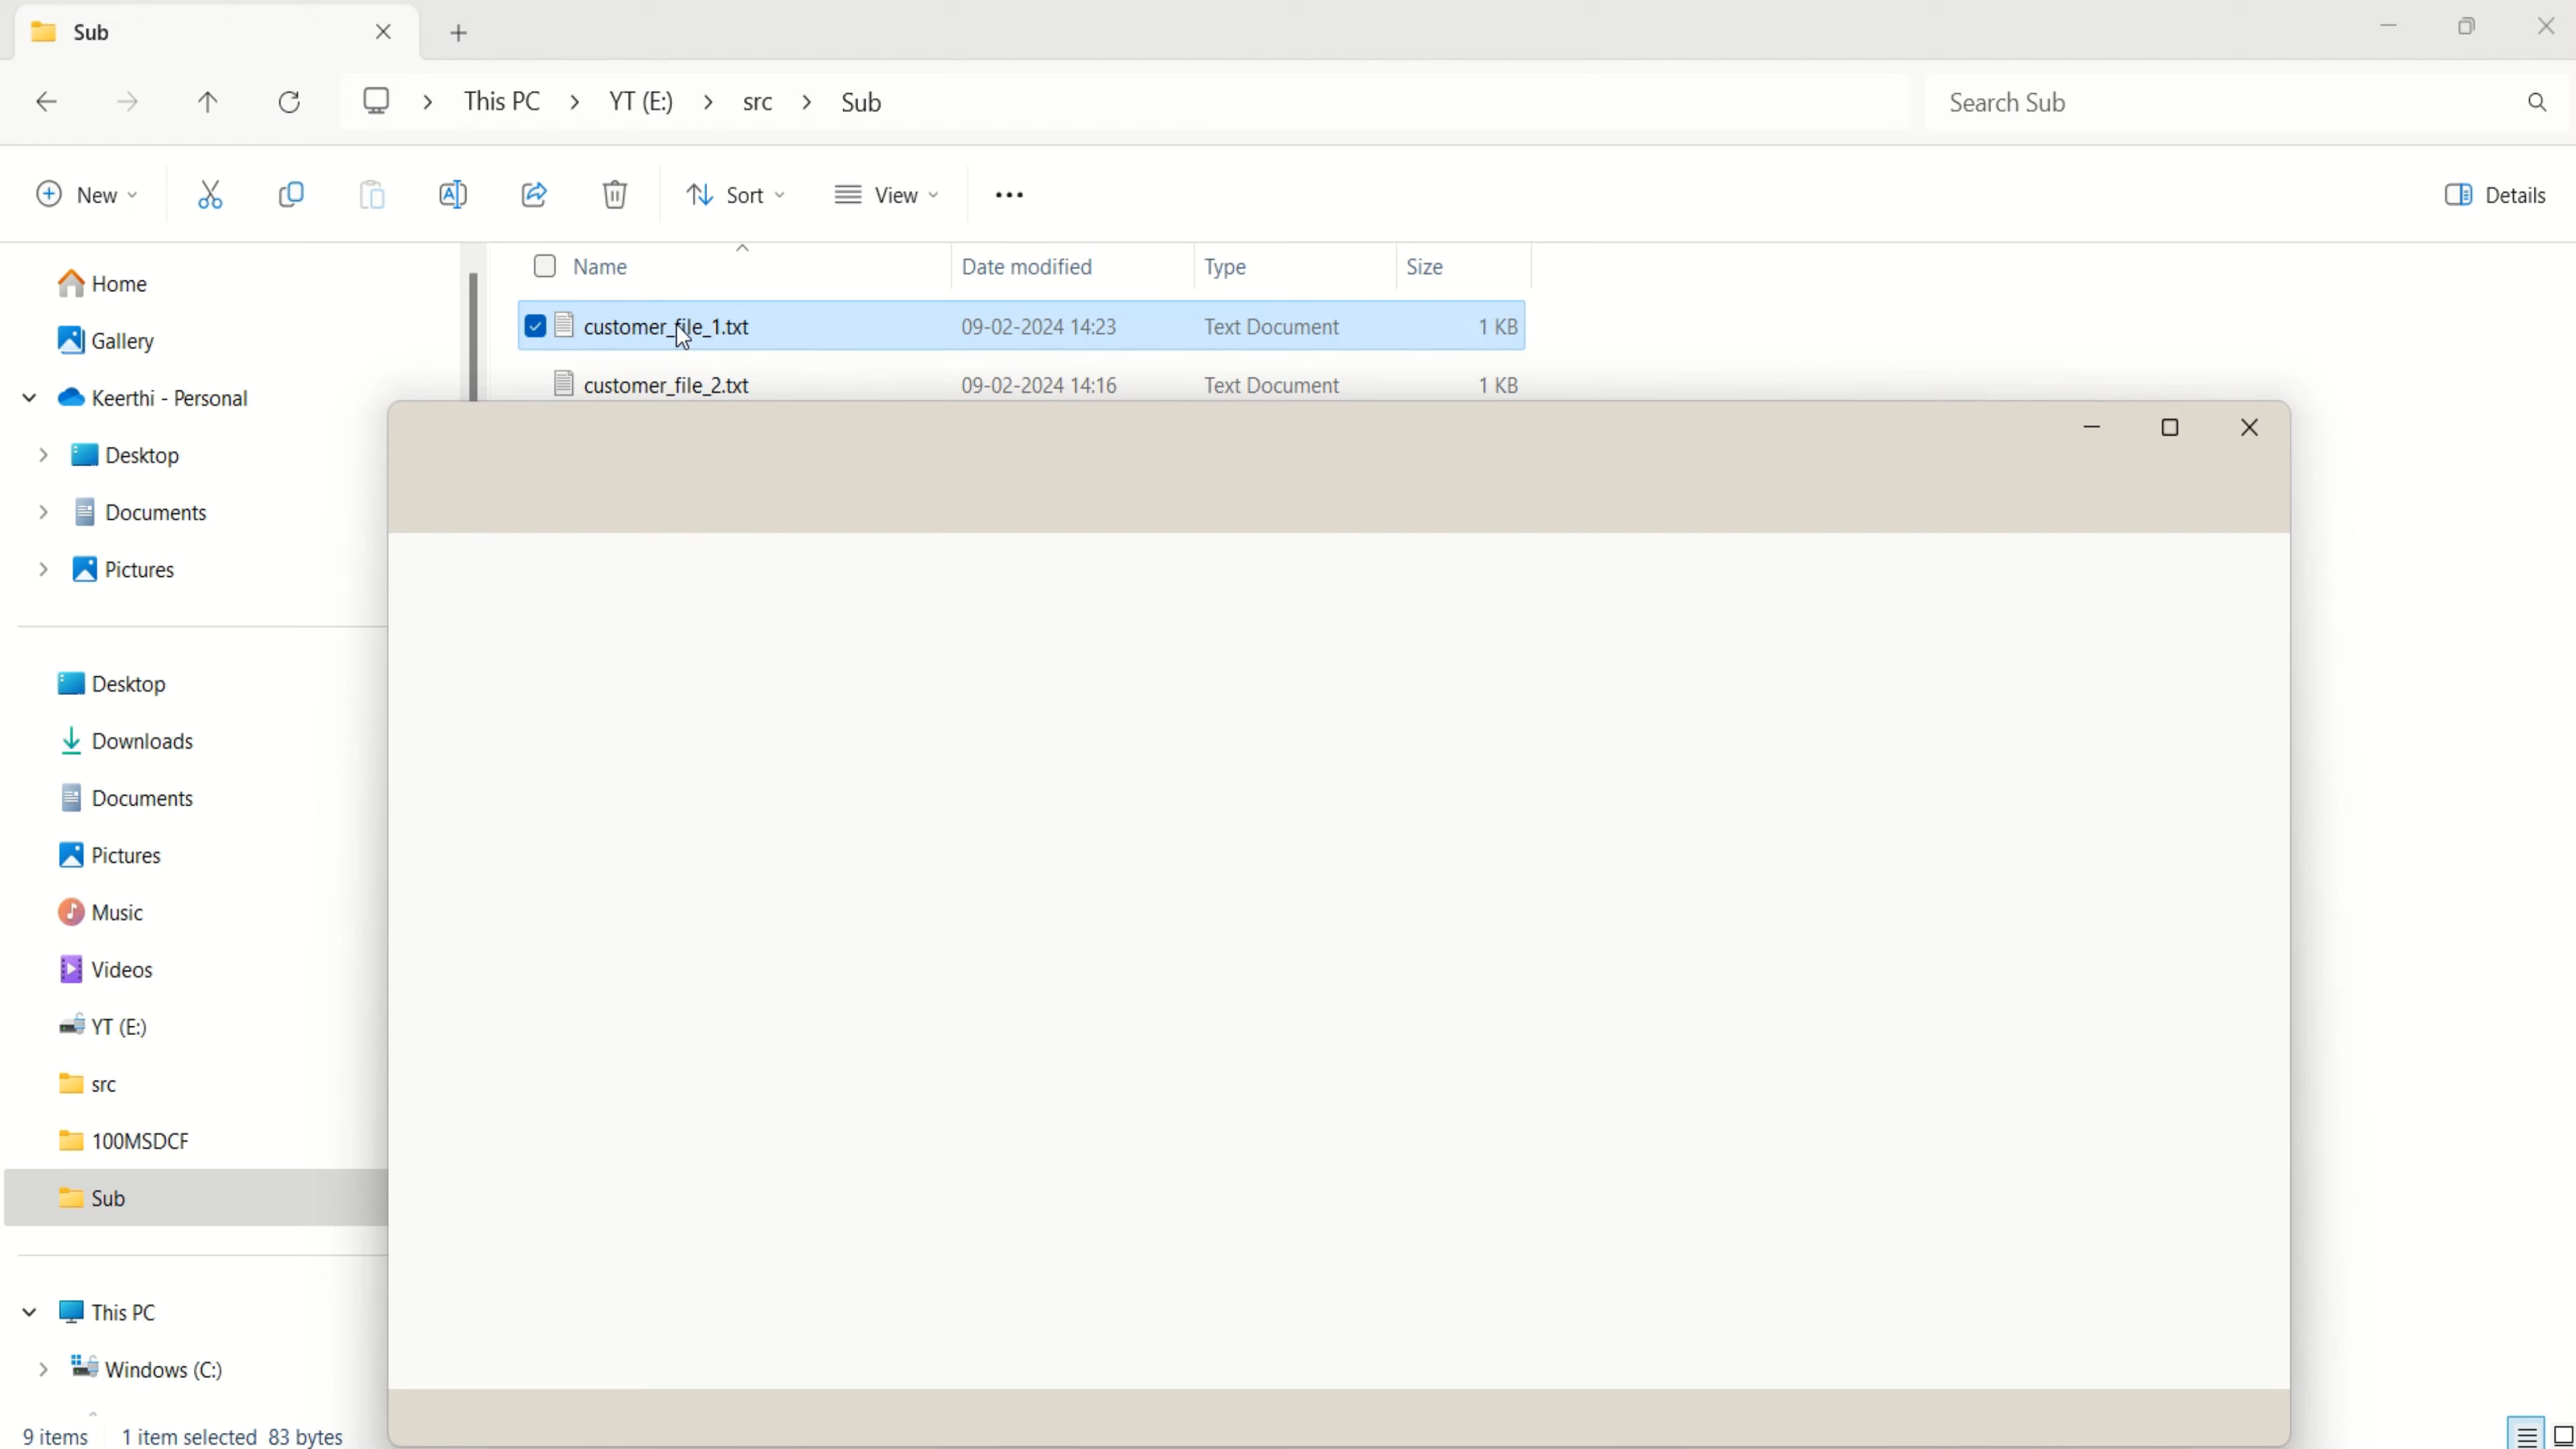 Sub
This PC > YT (E:) > src > Sub
Search Sub
New
Sort
View
Details
Home
Gallery
Keerthi - Personal
Desktop
Documents
Pictures
Desktop
Downloads
Documents
Pictures
Music
Videos
YT (E:)
src
100MSDCF
Sub
This PC
Windows (C:)
Name Date modified Type Size
customer_file_1.txt 09-02-2024 14:23 Text Document 1 KB
customer_file_2.txt 09-02-2024 14:16 Text Document 1 KB
9 items 1 item selected 83 bytes